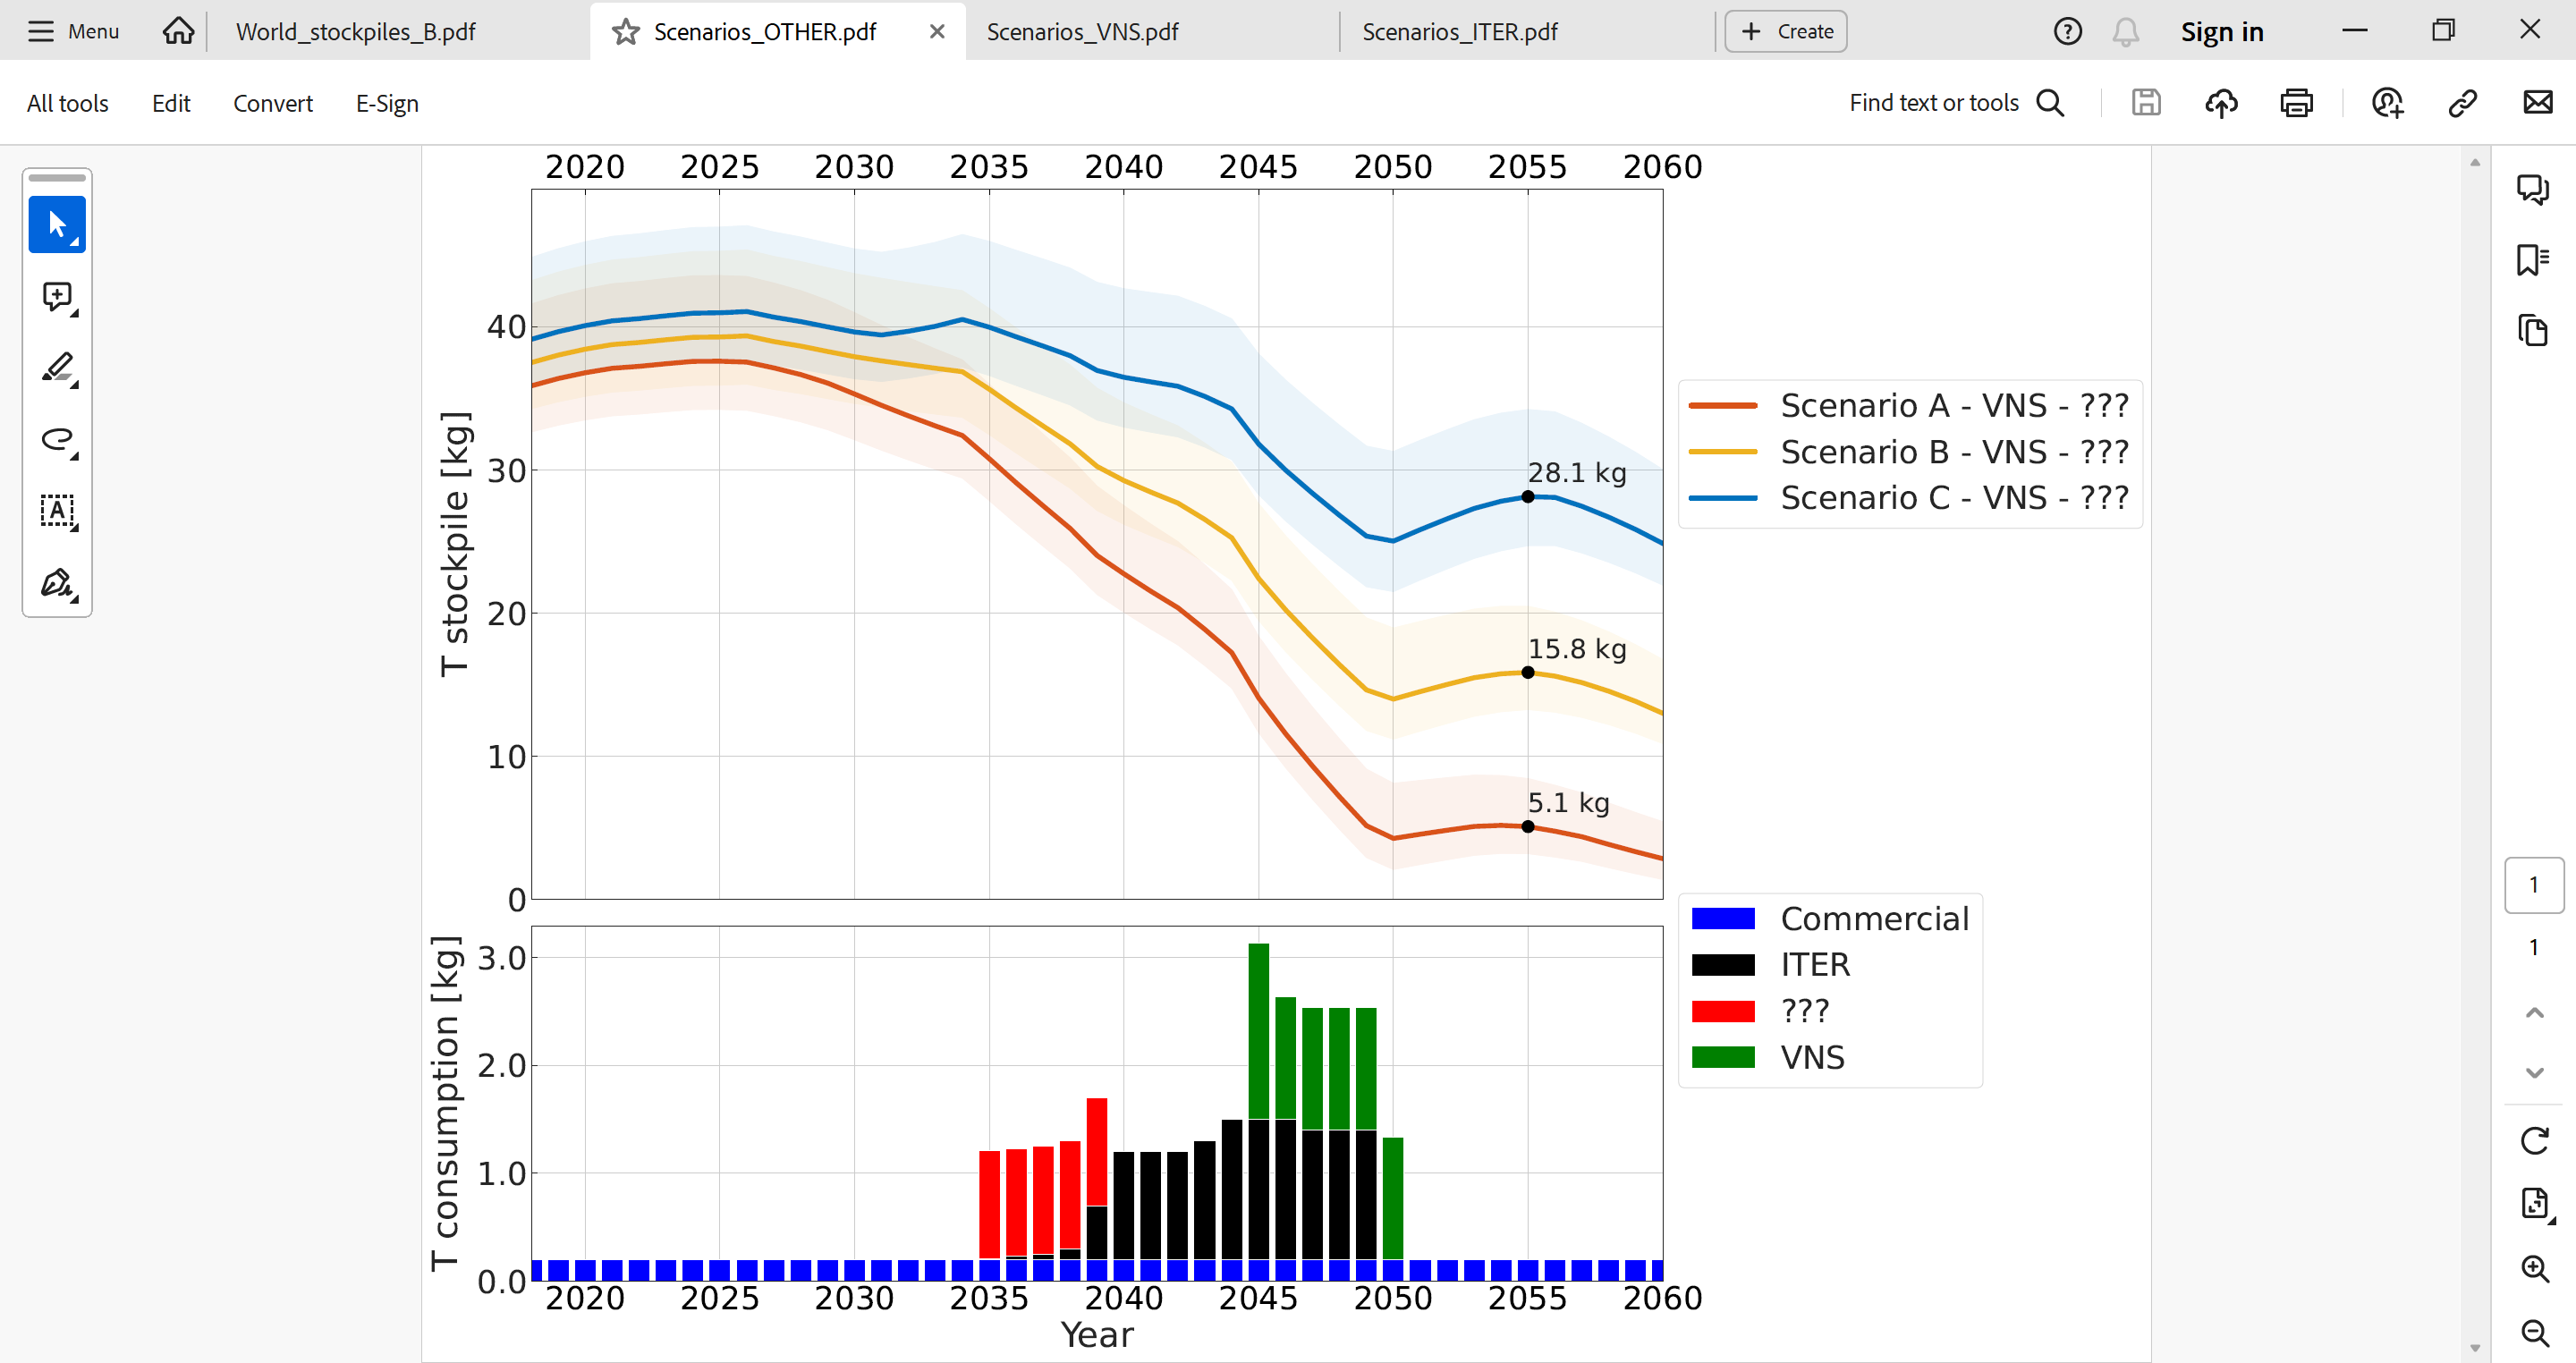 Menu
World_stockpiles_B.pdf
Scenarios_OTHER.pdf
Scenarios_VNS.pdf
Scenarios_ITER.pdf
Create
Sign in
All tools
Edit
Convert
E-Sign
Find text or tools
2020 2025 2030 2035 2040 2045 2050 2055 2060
T stockpile [kg]
40
30
20
10
0
28.1 kg
15.8 kg
5.1 kg
Scenario A - VNS - ???
Scenario B - VNS - ???
Scenario C - VNS - ???
T consumption [kg]
3.0
2.0
1.0
0.0
Commercial
ITER
???
VNS
2020 2025 2030 2035 2040 2045 2050 2055 2060
Year
1
1